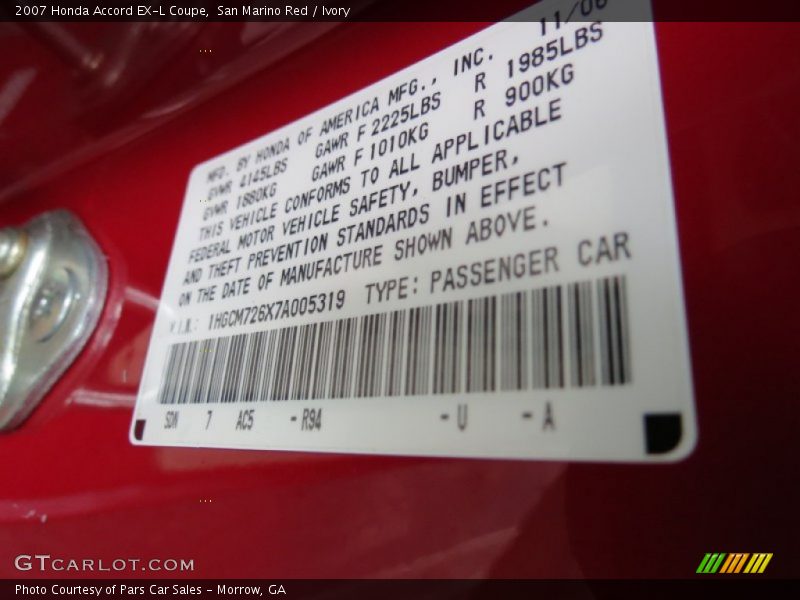 2007 Honda Accord EX-L Coupe, San Marino Red / Ivory
11/06
MFD. BY HONDA OF AMERICA MFG., INC.
GVWR 4145LBS GAWR F 2225LBS R 1985LBS
GVWR 1880KG GAWR F 1010KG R 900KG
THIS VEHICLE CONFORMS TO ALL APPLICABLE
FEDERAL MOTOR VEHICLE SAFETY, BUMPER,
AND THEFT PREVENTION STANDARDS IN EFFECT
ON THE DATE OF MANUFACTURE SHOWN ABOVE.
V.I.N.: 1HGCM726X7A005319 TYPE: PASSENGER CAR
SDN 7 AC5 - R94 - U - A
GTCARLOT.COM
Photo Courtesy of Pars Car Sales - Morrow, GA